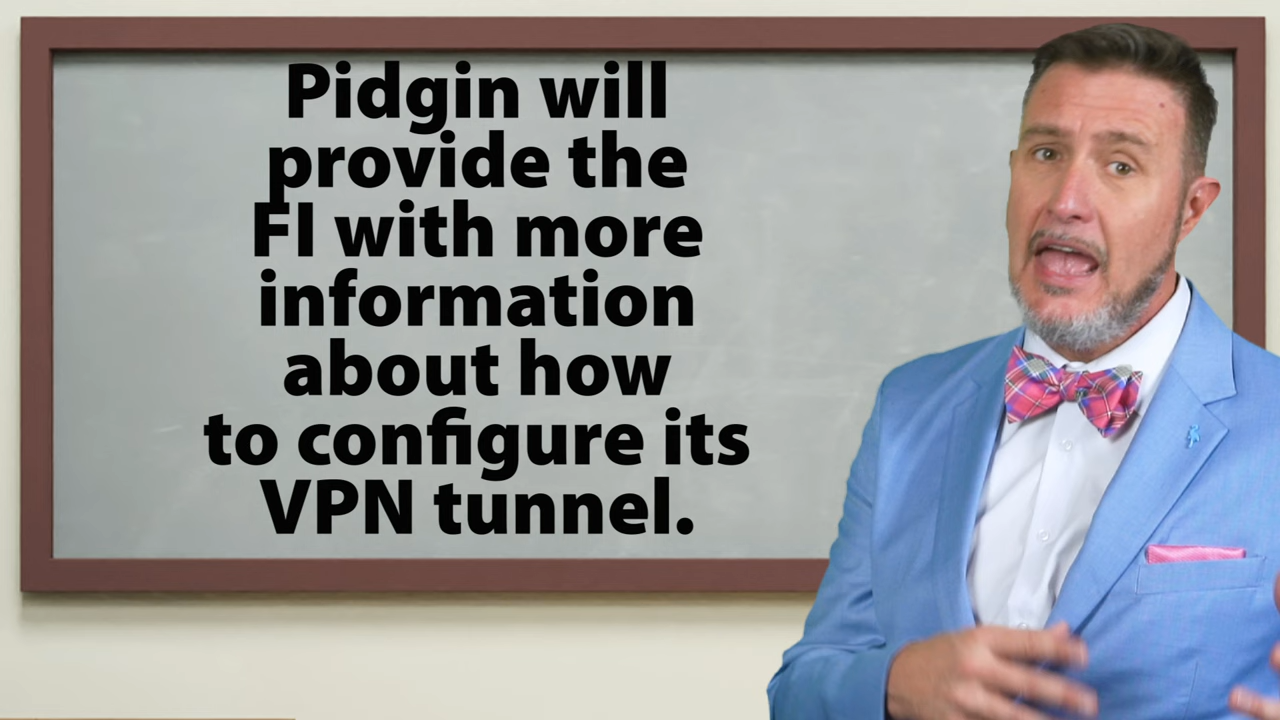 Pidgin will
provide the
FI with more
information
about how
to configure its
VPN tunnel.